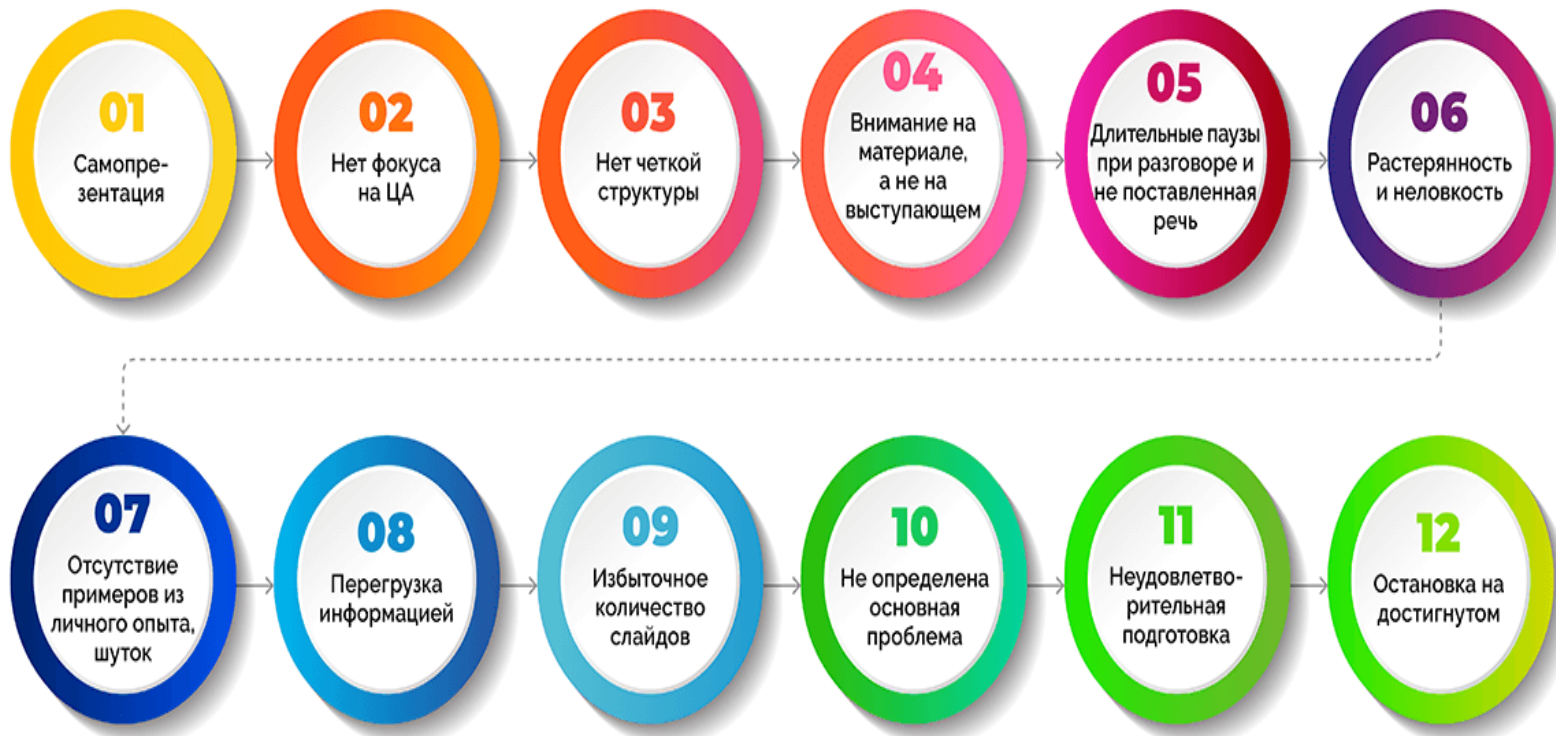 01
Самопре-
зентация
02
Нет фокуса
на ЦА
03
Нет четкой
структуры
04
Внимание на
материале,
а не на
выступающем
05
Длительные паузы
при разговоре и
не поставленная
речь
06
Растерянность
и неловкость
07
Отсутствие
примеров из
личного опыта,
шуток
08
Перегрузка
информацией
09
Избыточное
количество
слайдов
10
Не определена
основная
проблема
11
Неудовлетво-
рительная
подготовка
12
Остановка на
достигнутом